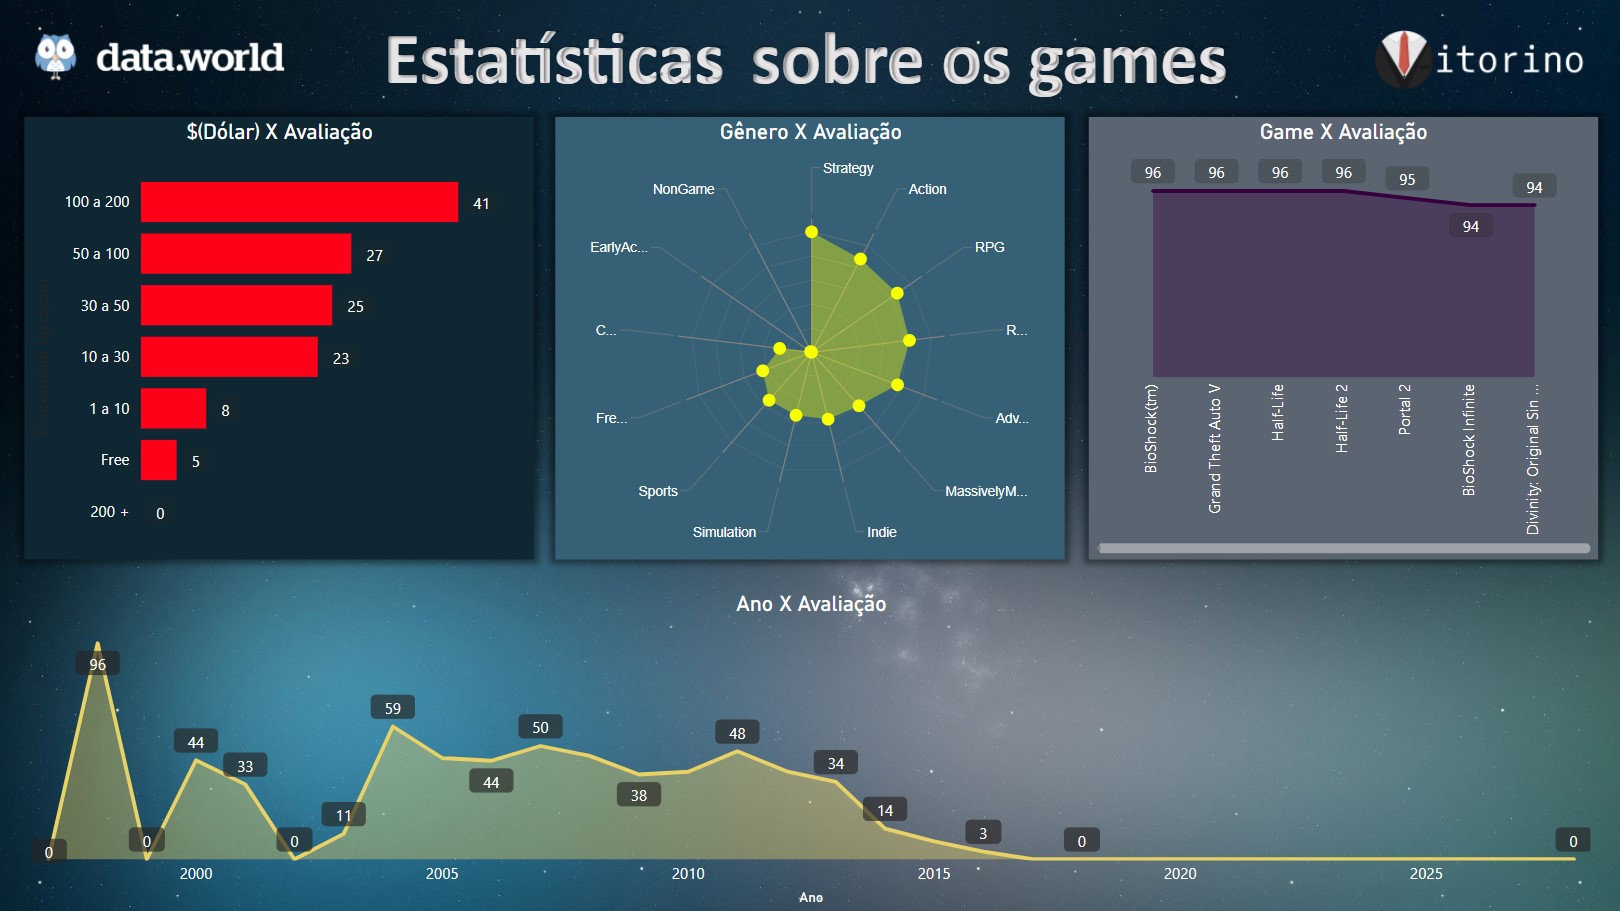 data.world
Estatísticas sobre os games
itorino
$(Dólar) X Avaliação
100 a 200
41
50 a 100
27
30 a 50
25
10 a 30
23
1 a 10
8
Free
5
200 +
0
Gênero X Avaliação
Strategy
Action
RPG
R...
Adv...
MassivelyM...
Indie
Simulation
Sports
Fre...
C...
EarlyAc...
NonGame
Game X Avaliação
96
96
96
96
95
94
94
BioShock(tm)
Grand Theft Auto V
Half-Life
Half-Life 2
Portal 2
BioShock Infinite
Divinity: Original Sin ...
Ano X Avaliação
0
96
0
44
33
0
11
59
44
50
38
48
34
14
3
0
0
2000
2005
2010
2015
2020
2025
Ano